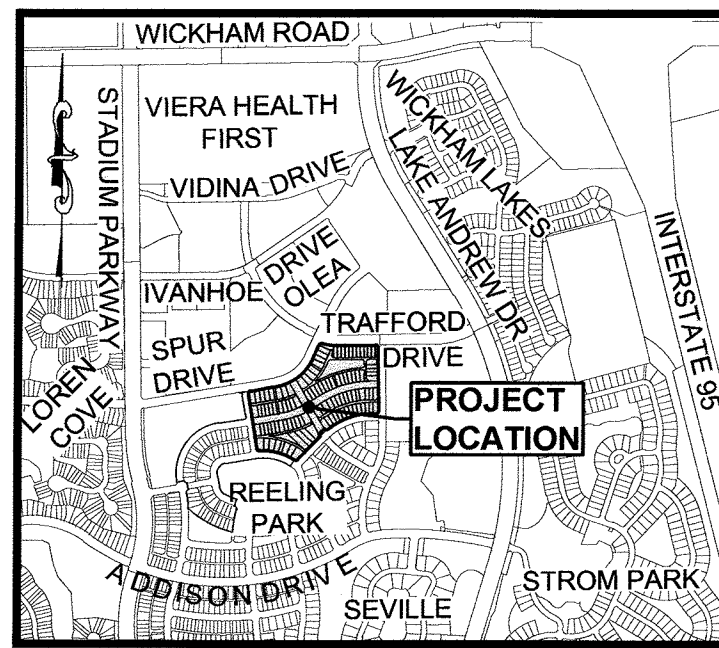 WICKHAM ROAD
STADIUM PARKWAY
VIERA HEALTH
FIRST
WICKHAM LAKES
LAKE ANDREW DR
VIDINA DRIVE
INTERSTATE 95
DRIVE
OLEA
IVANHOE
TRAFFORD
DRIVE
SPUR
DRIVE
LOREN
COVE
PROJECT
LOCATION
REELING
PARK
ADDISON DRIVE
STROM PARK
SEVILLE